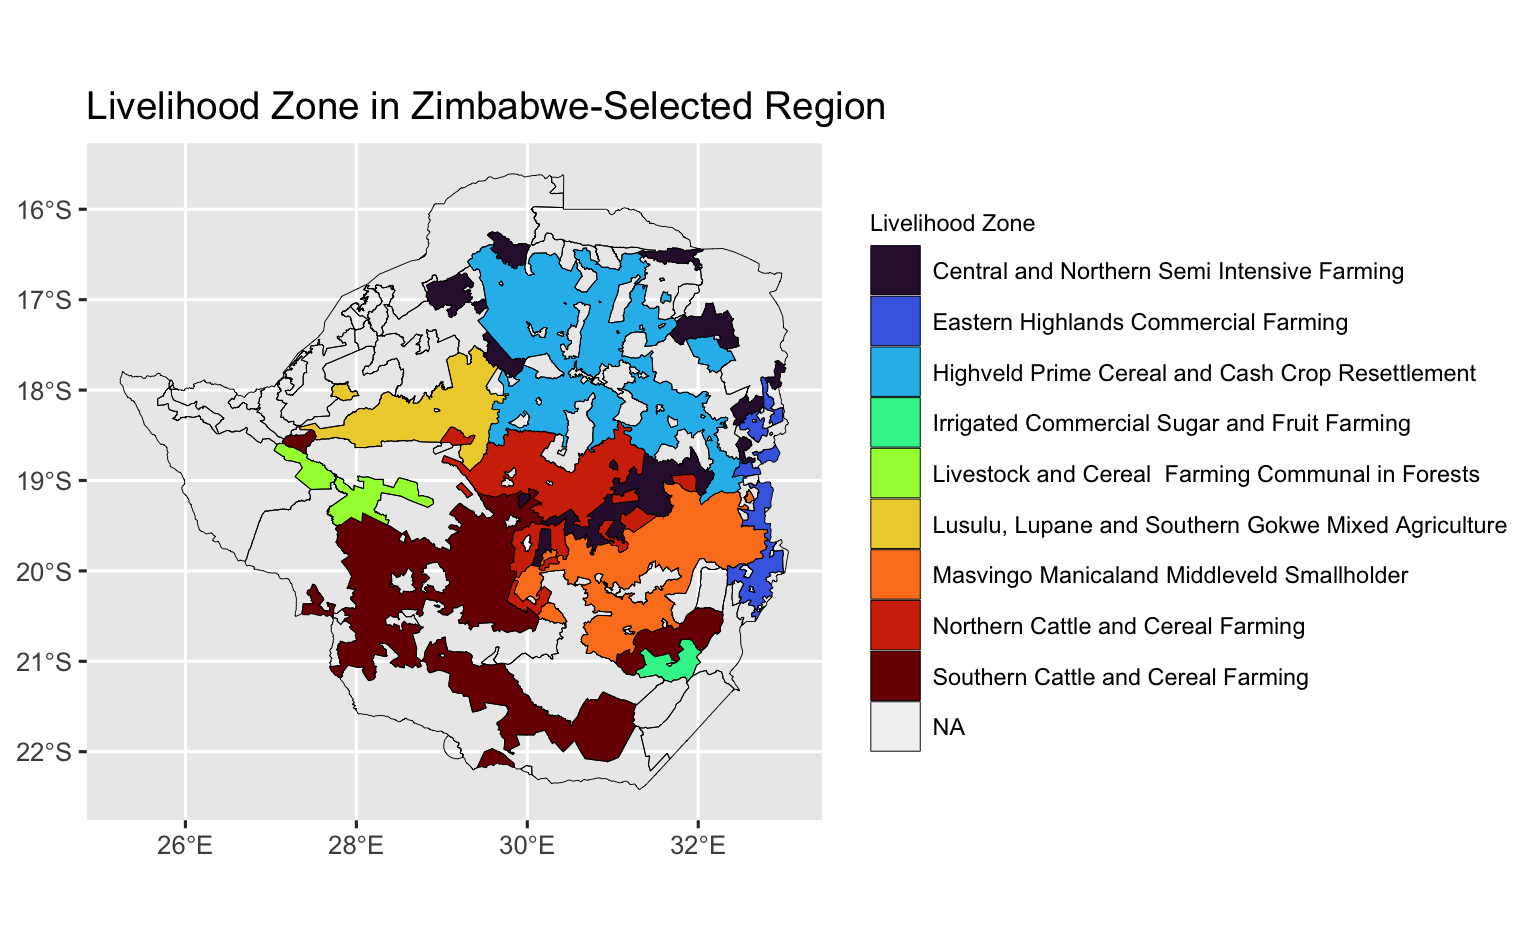 Livelihood Zone in Zimbabwe-Selected Region
16°S
17°S
18°S
19°S
20°S
21°S
22°S
26°E
28°E
30°E
32°E
Livelihood Zone
Central and Northern Semi Intensive Farming
Eastern Highlands Commercial Farming
Highveld Prime Cereal and Cash Crop Resettlement
Irrigated Commercial Sugar and Fruit Farming
Livestock and Cereal  Farming Communal in Forests
Lusulu, Lupane and Southern Gokwe Mixed Agriculture
Masvingo Manicaland Middleveld Smallholder
Northern Cattle and Cereal Farming
Southern Cattle and Cereal Farming
NA